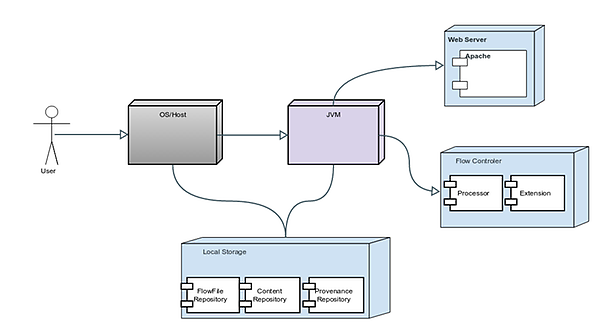 Web Server
Apache
OS/Host
JVM
User
Flow Controler
Processor
Extension
Local Storage
FlowFile
Repository
Content
Repository
Provenance
Repository